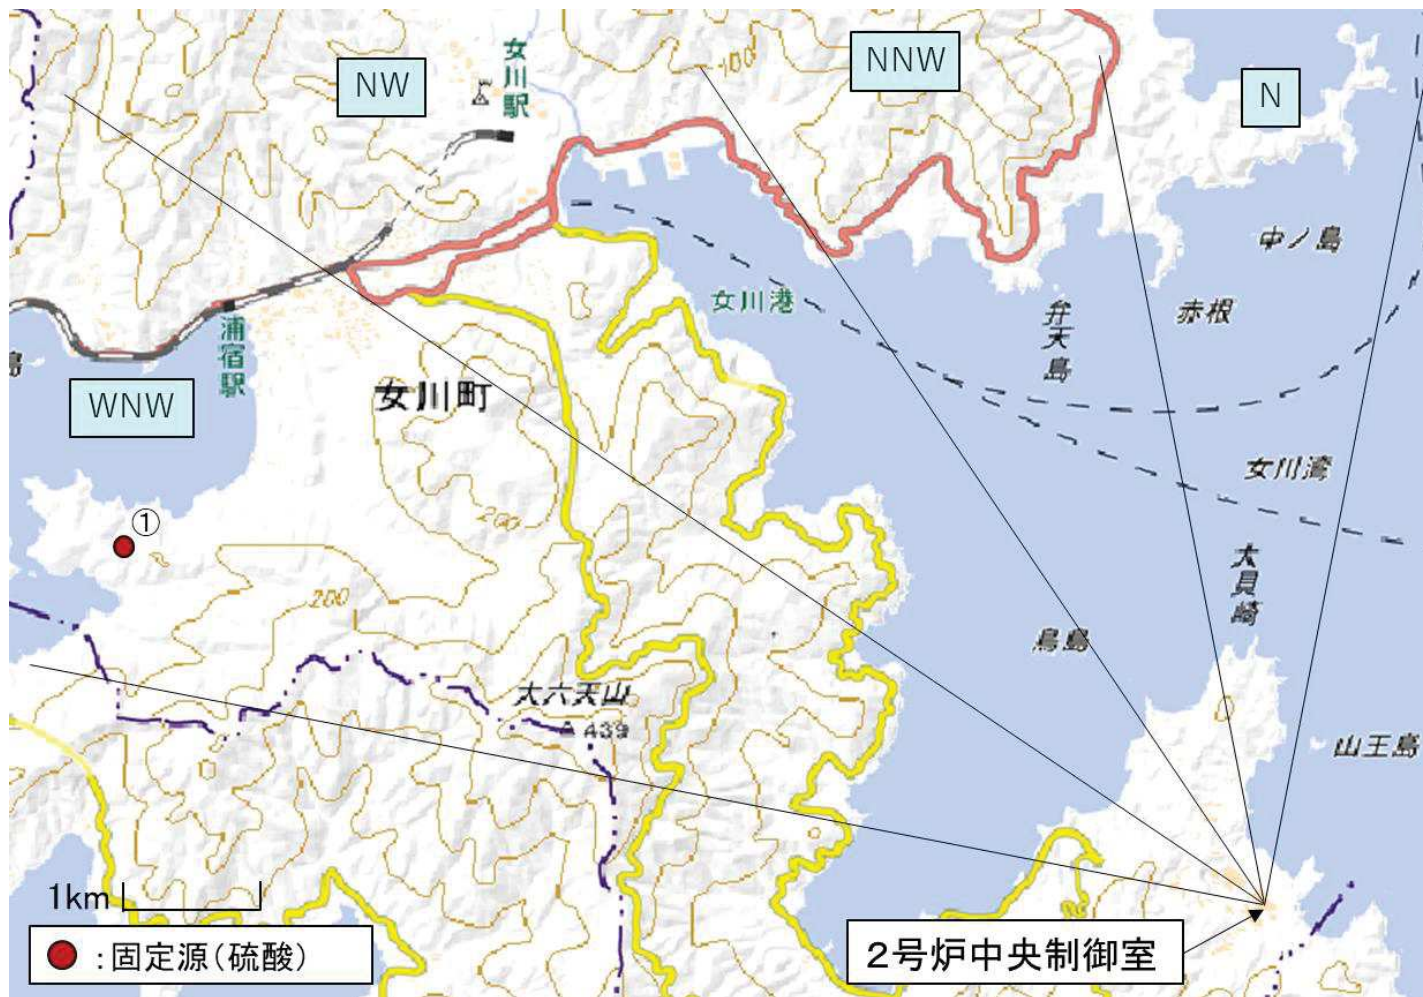 NW
女川駅
100
NNW
N
中ノ島
女川港
弁天島
赤根
浦宿駅
島
WNW
女川町
女川湾
200
①
大貝崎
200
鳥島
大六天山
439
山王島
1km
:固定源(硫酸)
2号炉中央制御室